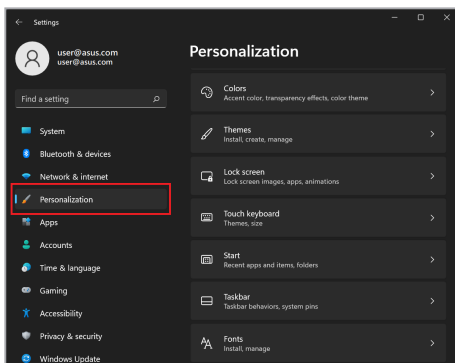 Settings
user@asus.com
user@asus.com
Find a setting
System
Bluetooth & devices
Network & internet
Personalization
Apps
Accounts
Time & language
Gaming
Accessibility
Privacy & security
Windows Update
Personalization
Colors
Accent color, transparency effects, color theme
Themes
Install, create, manage
Lock screen
Lock screen images, apps, animations
Touch keyboard
Themes, size
Start
Recent apps and items, folders
Taskbar
Taskbar behaviors, system pins
Fonts
Install, manage